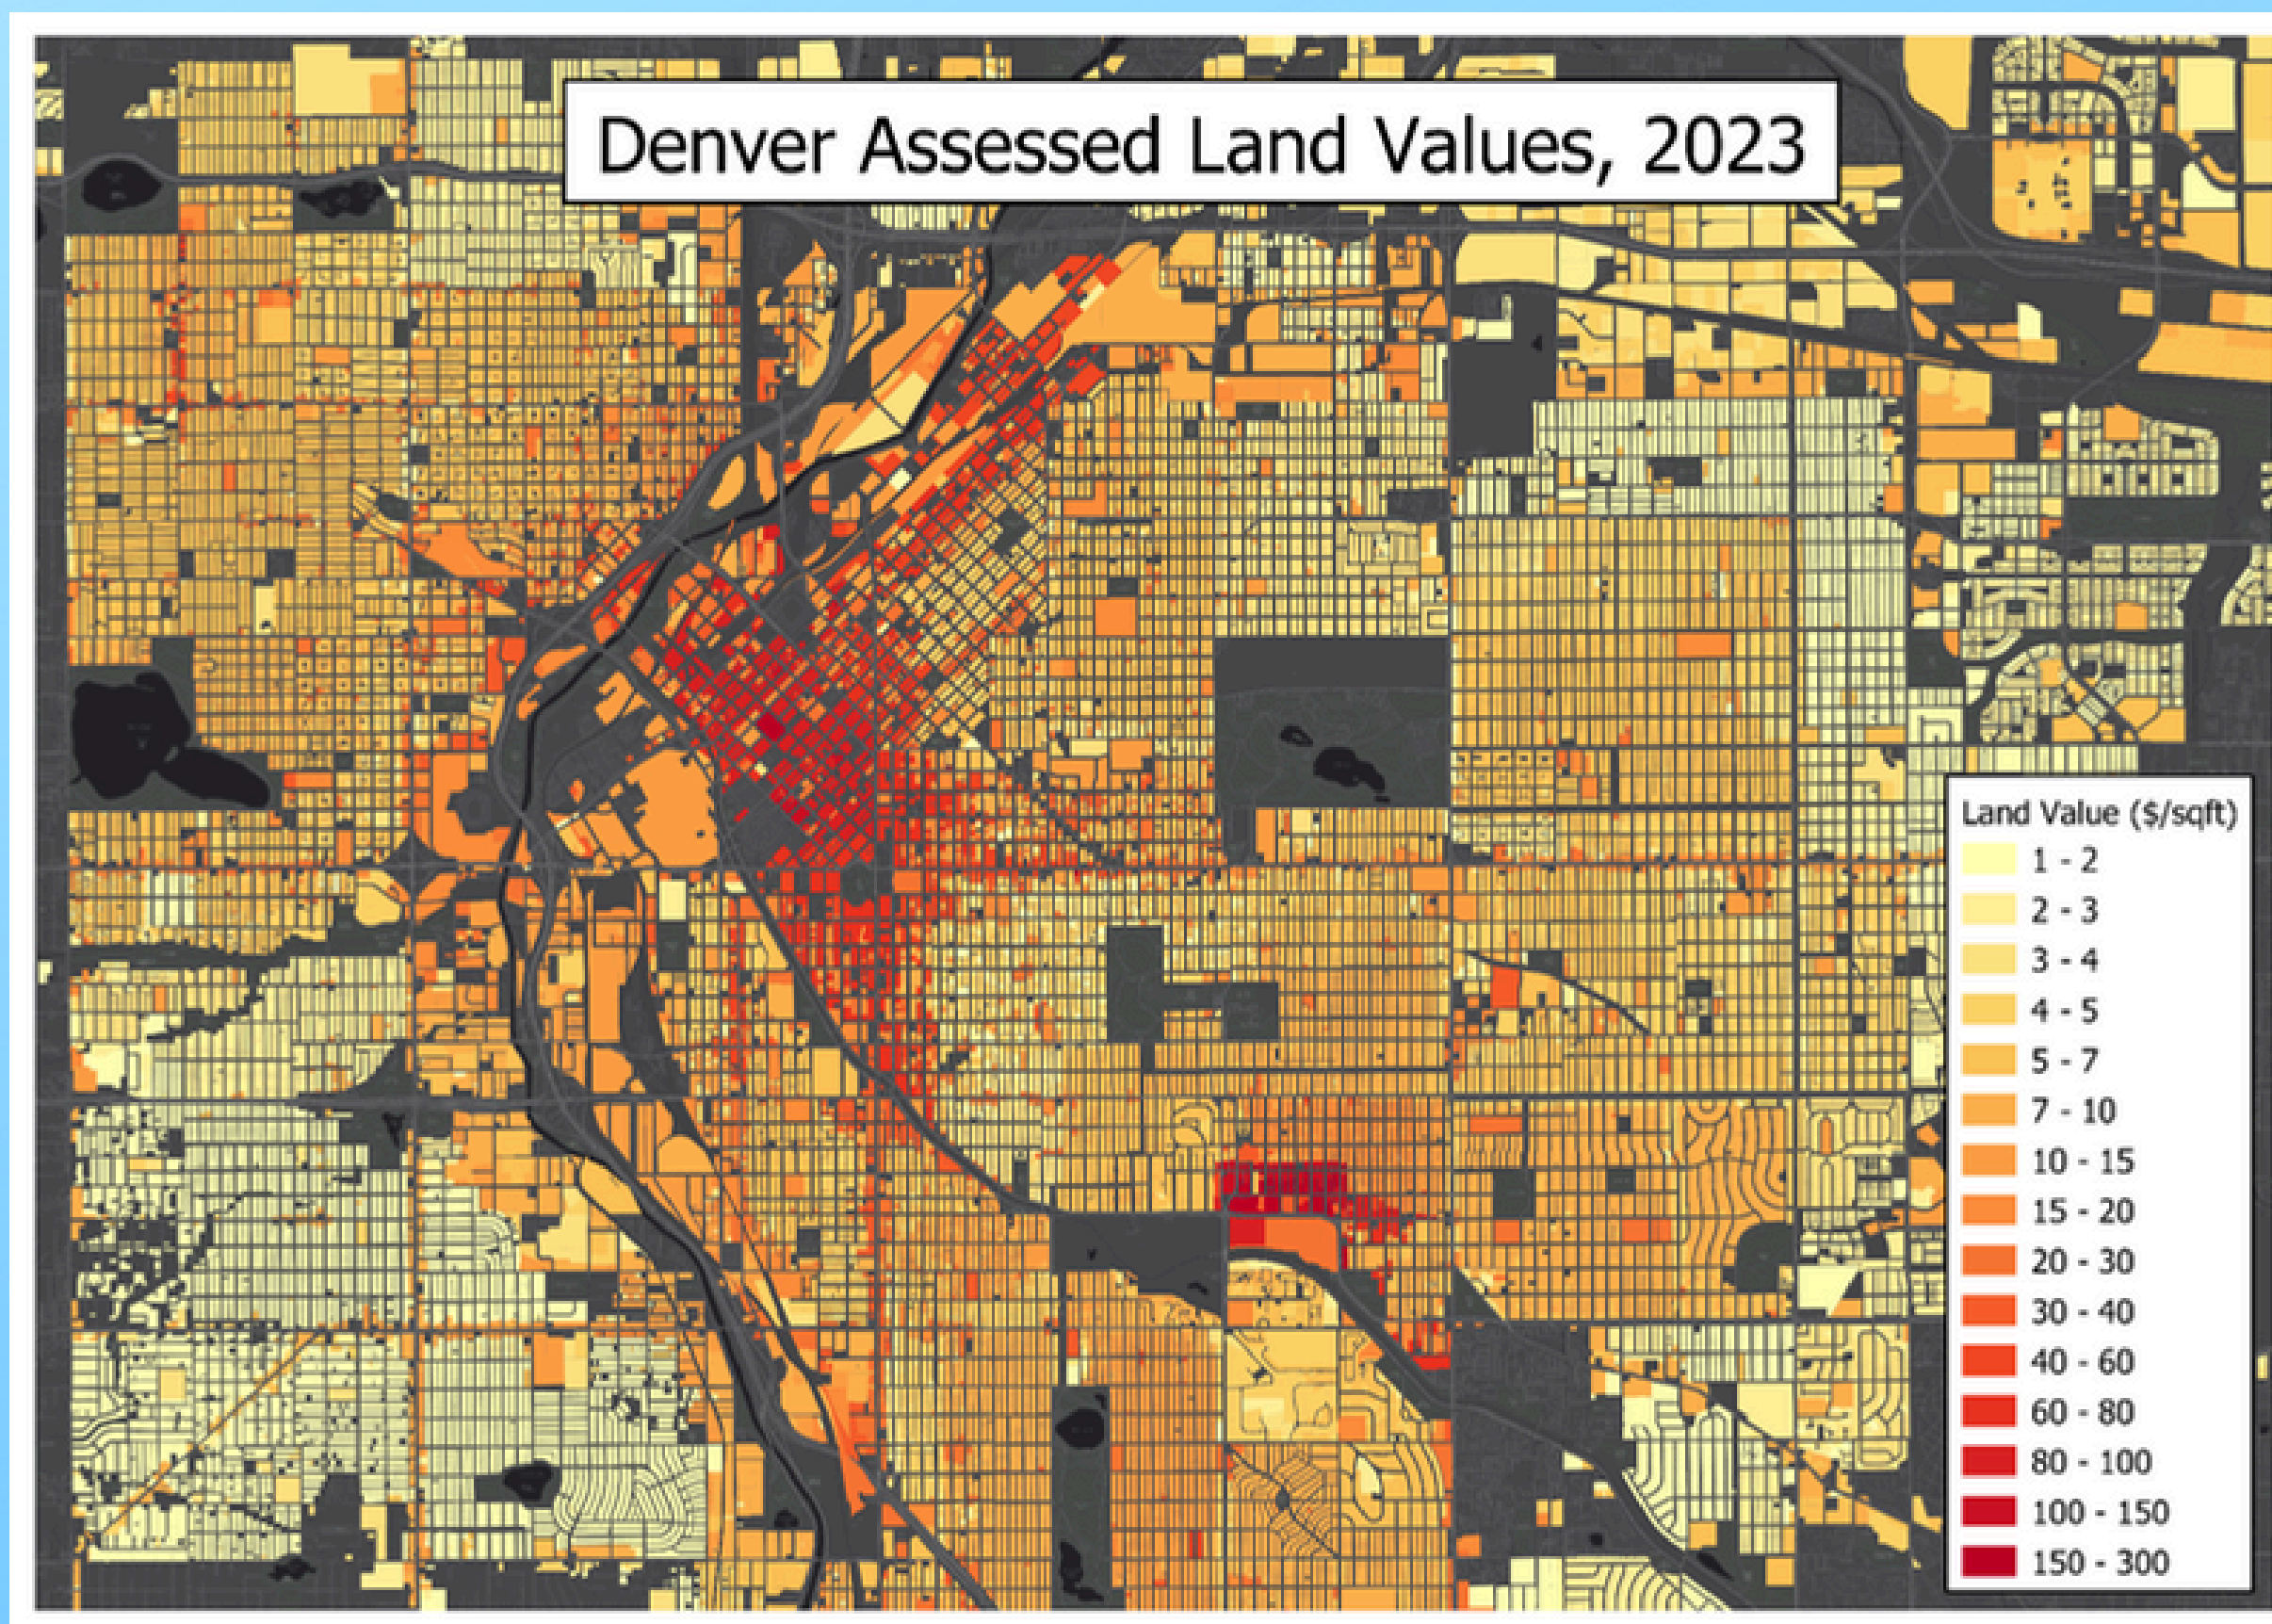 Denver Assessed Land Values, 2023
Land Value ($/sqft)
1 - 2
2 - 3
3 - 4
4 - 5
5 - 7
7 - 10
10 - 15
15 - 20
20 - 30
30 - 40
40 - 60
60 - 80
80 - 100
100 - 150
150 - 300